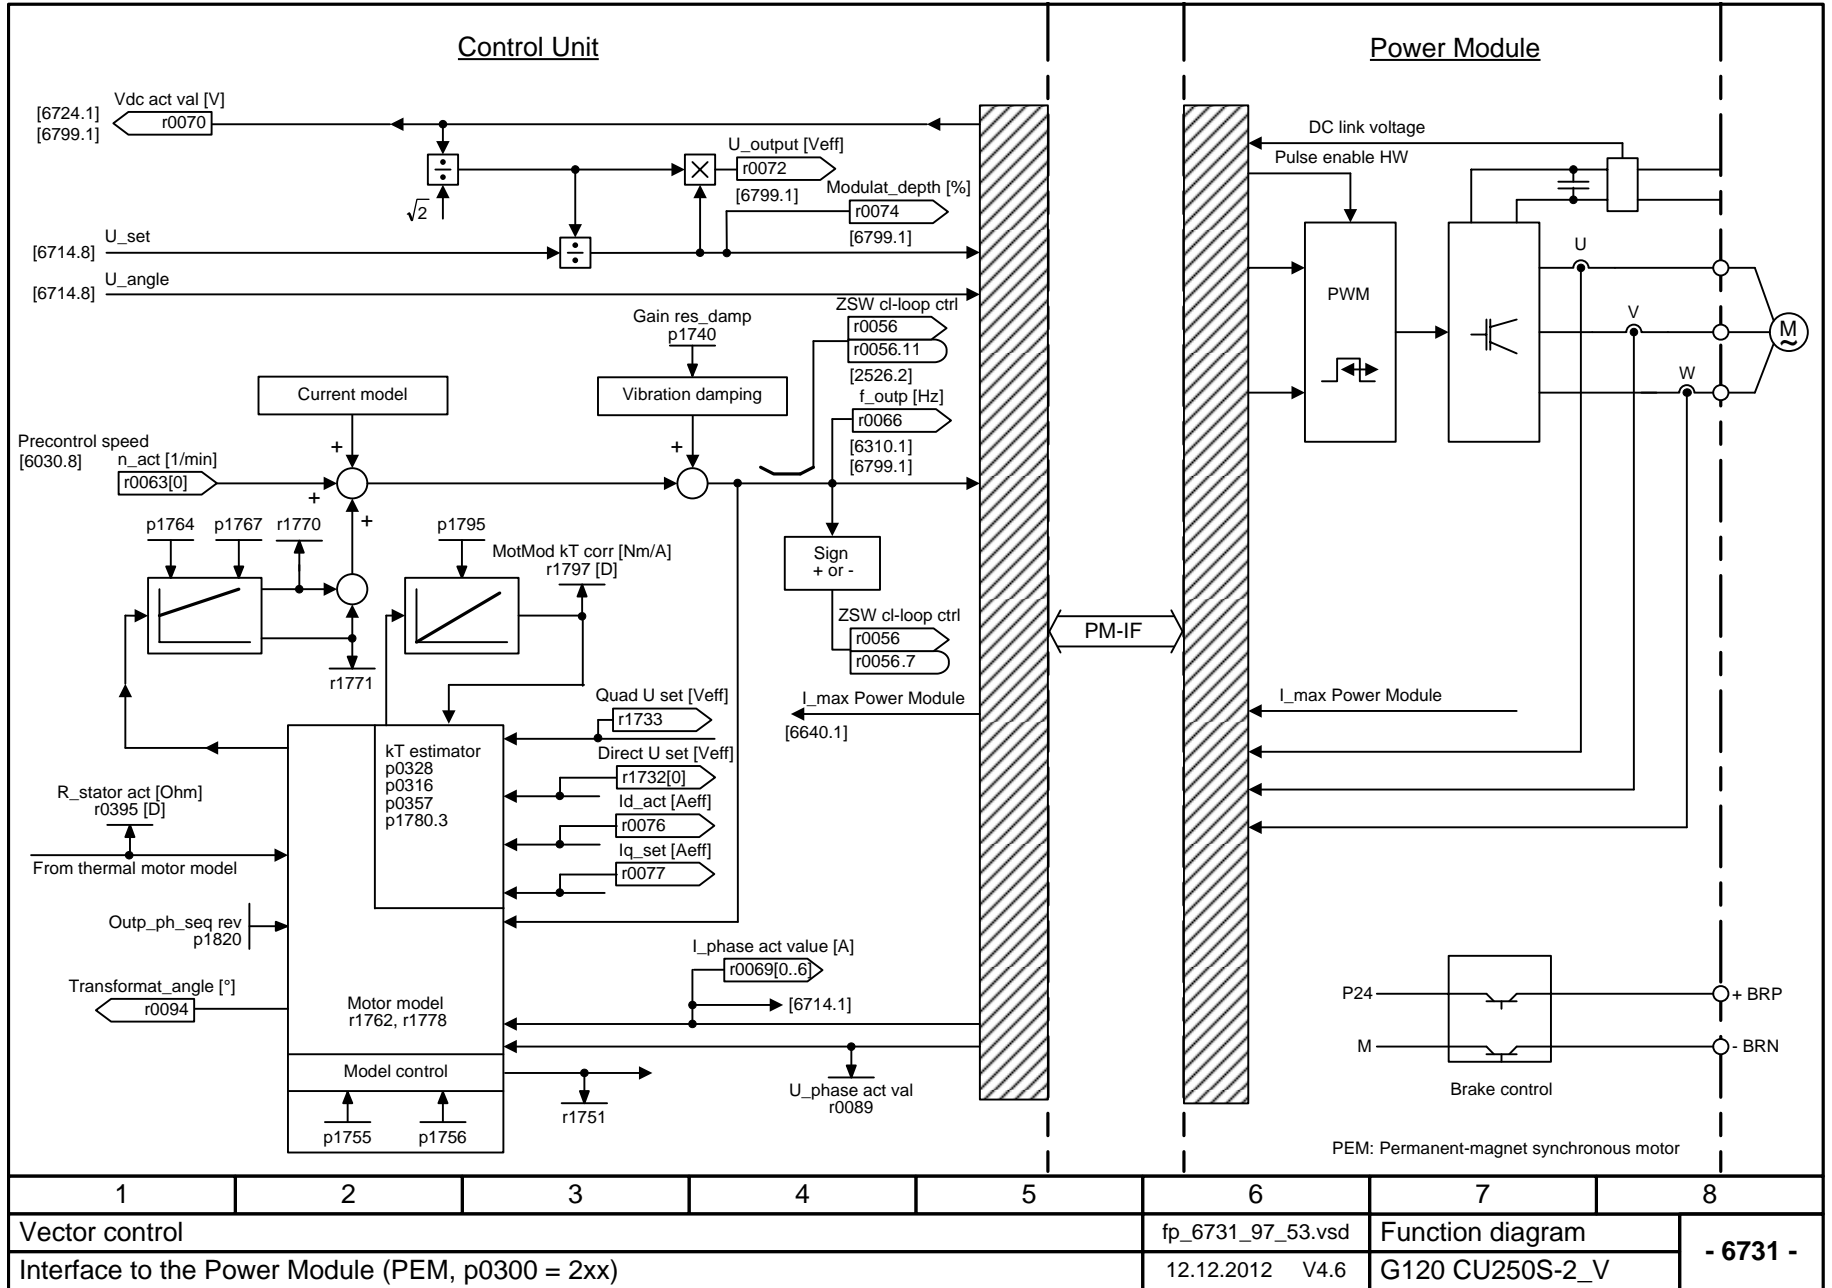 Control Unit
Power Module
Vdc act val [V]
[6724.1]
[6799.1]
r0070
÷
√2
U_output [Veff]
r0072
[6799.1]
Modulat_depth [%]
r0074
[6799.1]
U_set
[6714.8]
÷
U_angle
[6714.8]
DC link voltage
Pulse enable HW
PWM
U
V
W
M
~
Gain res_damp
p1740
Vibration damping
+
ZSW cl-loop ctrl
r0056
r0056.11
[2526.2]
f_outp [Hz]
r0066
[6310.1]
[6799.1]
Current model
+
Precontrol speed
[6030.8]
n_act [1/min]
r0063[0]
+
+
p1764
p1767
r1770
r1771
p1795
MotMod kT corr [Nm/A]
r1797 [D]
Sign
+ or -
ZSW cl-loop ctrl
r0056
r0056.7
PM-IF
I_max Power Module
[6640.1]
I_max Power Module
Quad U set [Veff]
r1733
Direct U set [Veff]
r1732[0]
Id_act [Aeff]
r0076
Iq_set [Aeff]
r0077
kT estimator
p0328
p0316
p0357
p1780.3
R_stator act [Ohm]
r0395 [D]
From thermal motor model
Outp_ph_seq rev
p1820
Transformat_angle [°]
r0094
Motor model
r1762, r1778
Model control
p1755
p1756
r1751
I_phase act value [A]
r0069[0..6]
[6714.1]
U_phase act val
r0089
P24
+ BRP
M
- BRN
Brake control
PEM: Permanent-magnet synchronous motor
1 2 3 4 5 6 7 8
Vector control
fp_6731_97_53.vsd
Function diagram
- 6731 -
Interface to the Power Module (PEM, p0300 = 2xx)
12.12.2012 V4.6
G120 CU250S-2_V